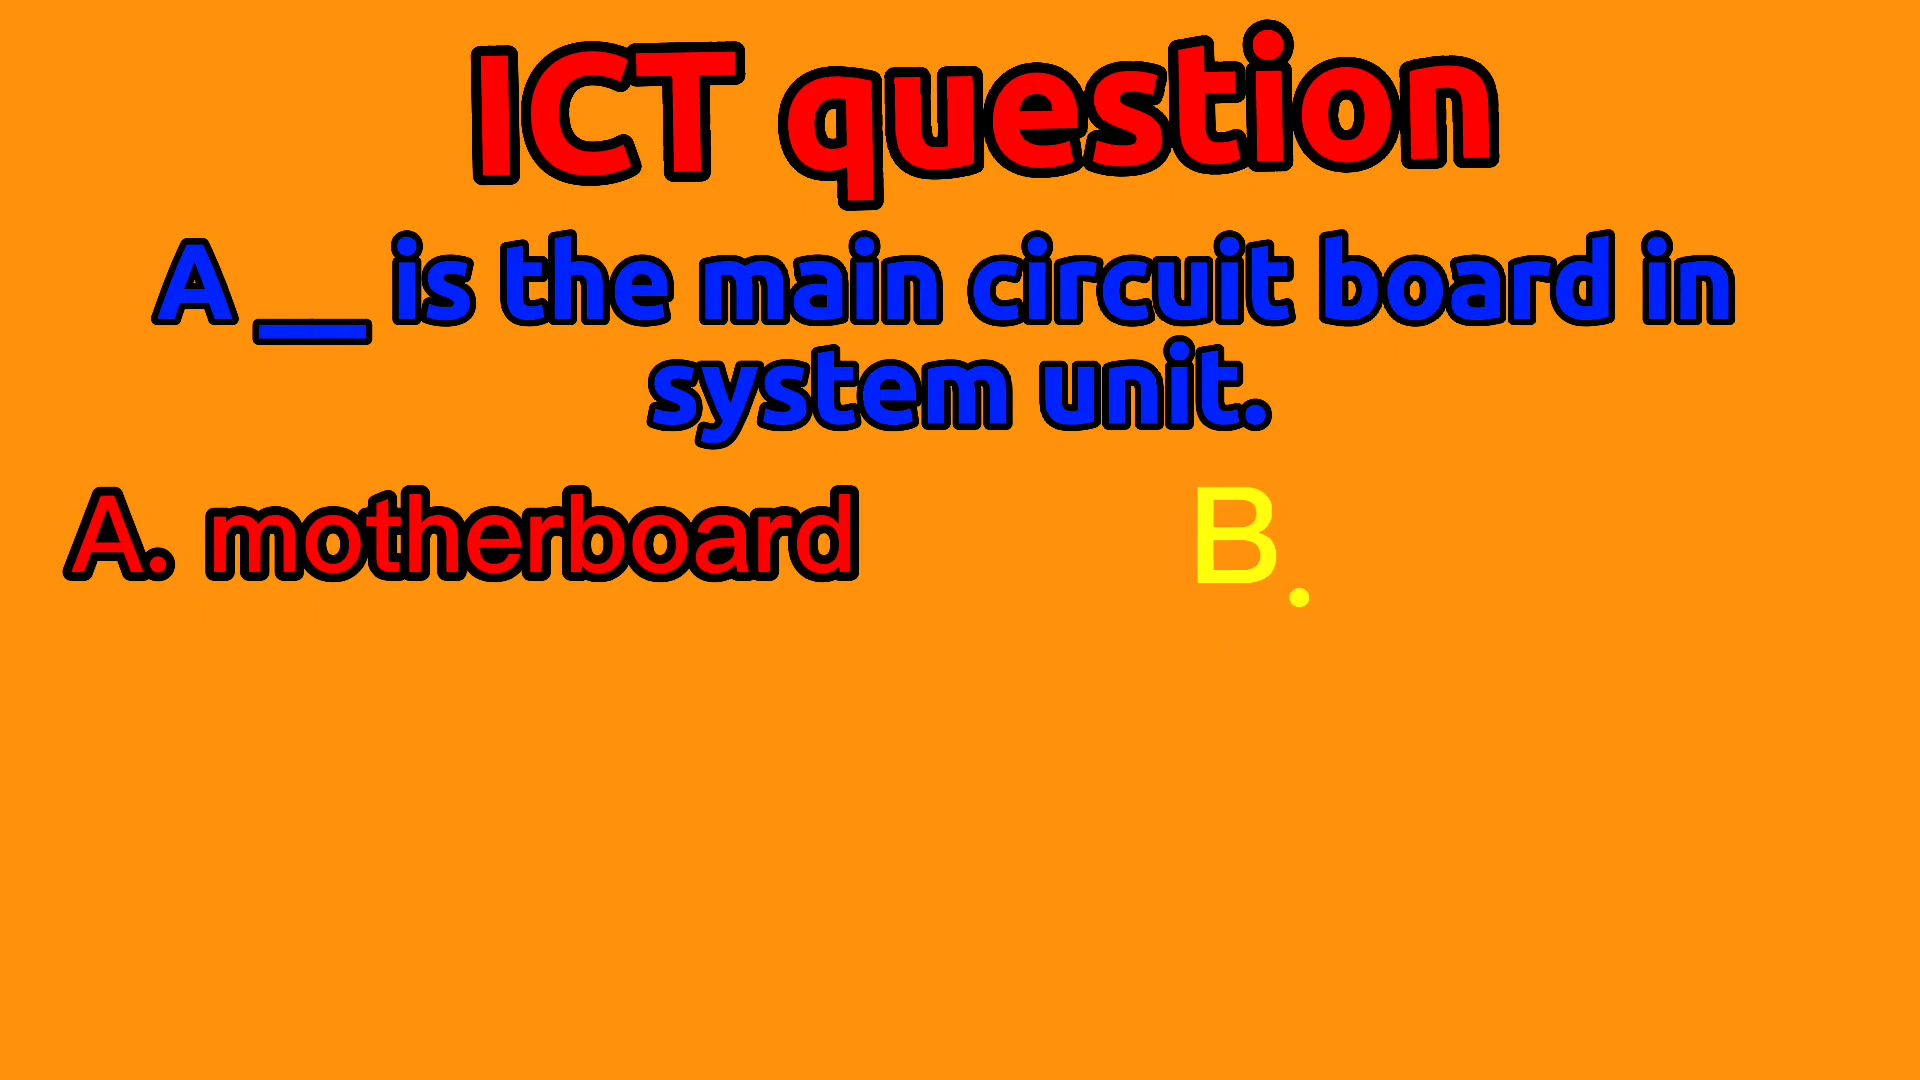 ICT question
A __ is the main circuit board in
system unit.
A. motherboard
B.